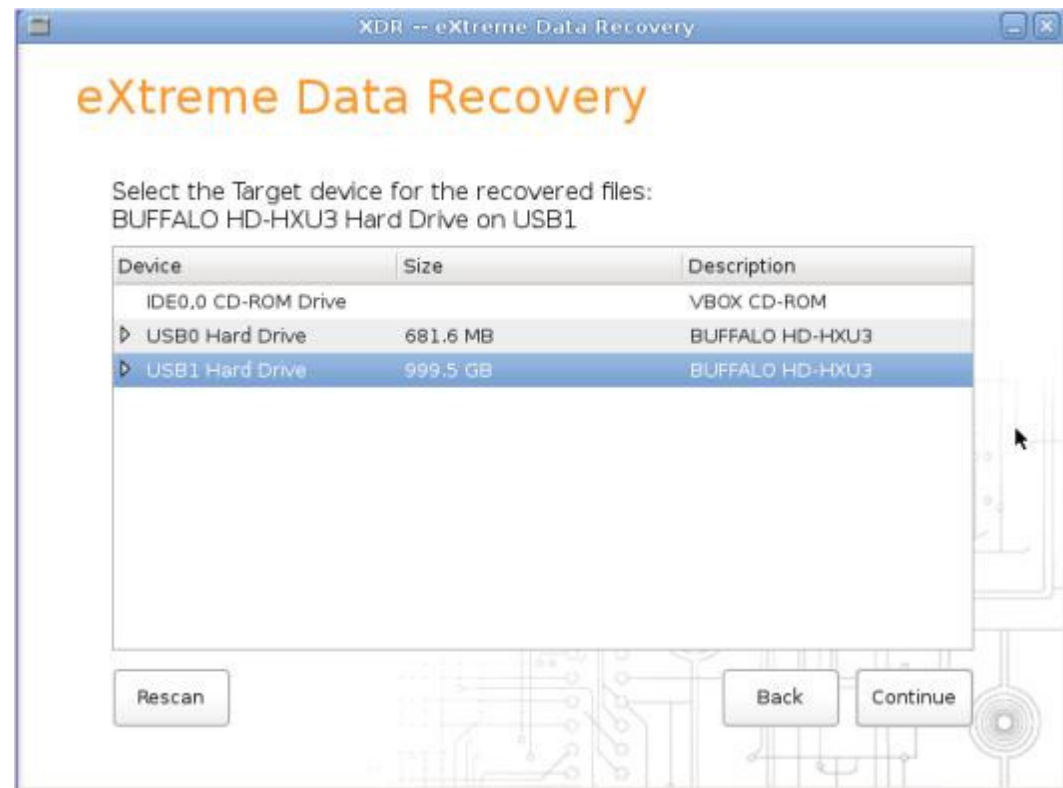 XDR -- eXtreme Data Recovery
eXtreme Data Recovery
Select the Target device for the recovered files:
BUFFALO HD-HXU3 Hard Drive on USB1
Device Size Description
IDE0,0 CD-ROM Drive VBOX CD-ROM
USB0 Hard Drive 681.6 MB BUFFALO HD-HXU3
USB1 Hard Drive 999.5 GB BUFFALO HD-HXU3
Rescan Back Continue